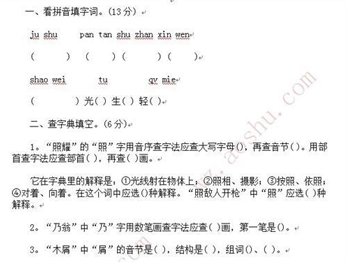 一、看拼音填字词。(13分)
ju shu pan tan shu zhan xin wen
( ) ( ) ( )( )
shao wei tu qv mie
( )光( )生( )轻( )
二、查字典填空。(6分)
1。“照耀”的“照”字用音序查字法应查大写字母(),再查音节()。用部
首查字法应查部首( ),再查( )画。
它在字典里的解释是:①光线射在物体上;②照相、摄影;③按照、依照;
④对着、向着。在这个词中应选()种解释。“照敌人开枪”中“照”应选( )种
解释。
2。“乃翁”中“乃”字用数笔画查字法应查( )画,第一笔是()。
3。“木屑”中“屑”的音节是( ),结构是( ),组词()、( )。